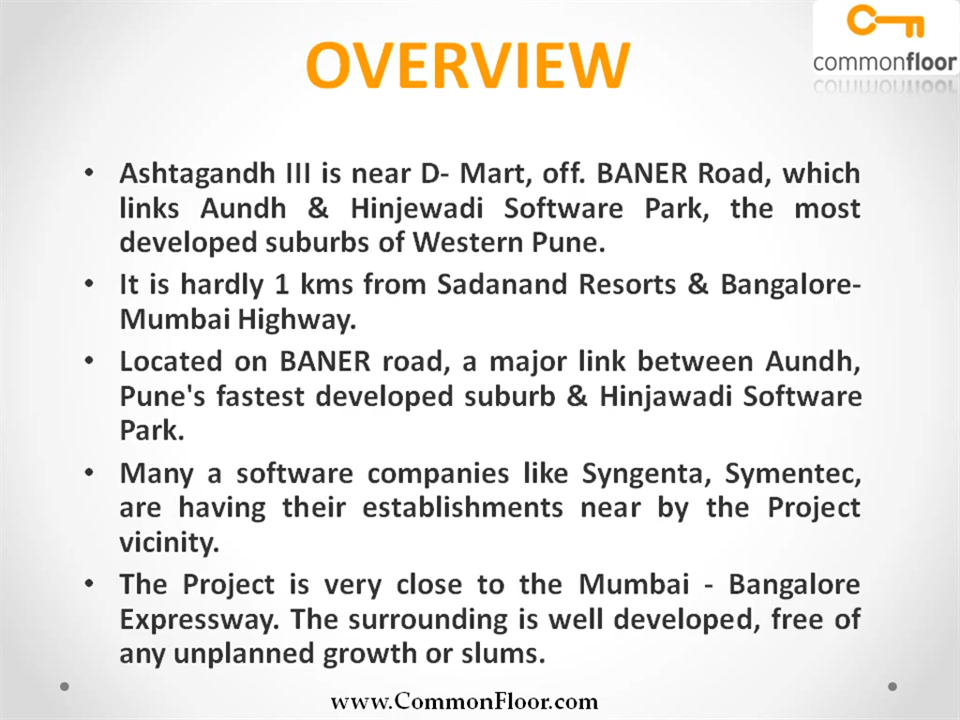 OVERVIEW
commonfloor
• Ashtagandh III is near D- Mart, off. BANER Road, which
links Aundh & Hinjewadi Software Park, the most
developed suburbs of Western Pune.
• It is hardly 1 kms from Sadanand Resorts & Bangalore-
Mumbai Highway.
• Located on BANER road, a major link between Aundh,
Pune's fastest developed suburb & Hinjawadi Software
Park.
• Many a software companies like Syngenta, Symentec,
are having their establishments near by the Project
vicinity.
• The Project is very close to the Mumbai - Bangalore
Expressway. The surrounding is well developed, free of
any unplanned growth or slums.
www.CommonFloor.com